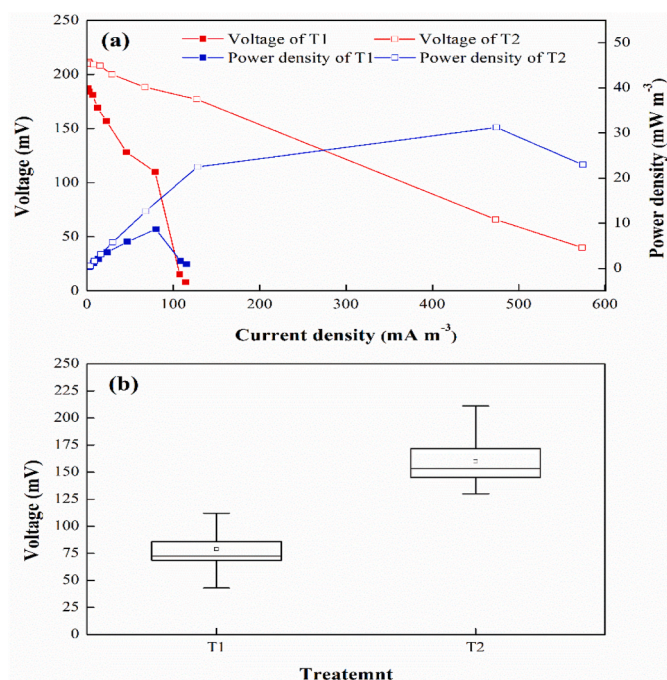 (a)
Voltage of T1
Voltage of T2
Power density of T1
Power density of T2
250
200
150
100
50
0
Voltage (mV)
50
40
30
20
10
0
Power density (mW m⁻³)
0
100
200
300
400
500
600
Current density (mA m⁻³)
(b)
250
225
200
175
150
125
100
75
50
25
0
Voltage (mV)
T1
T2
Treatemnt